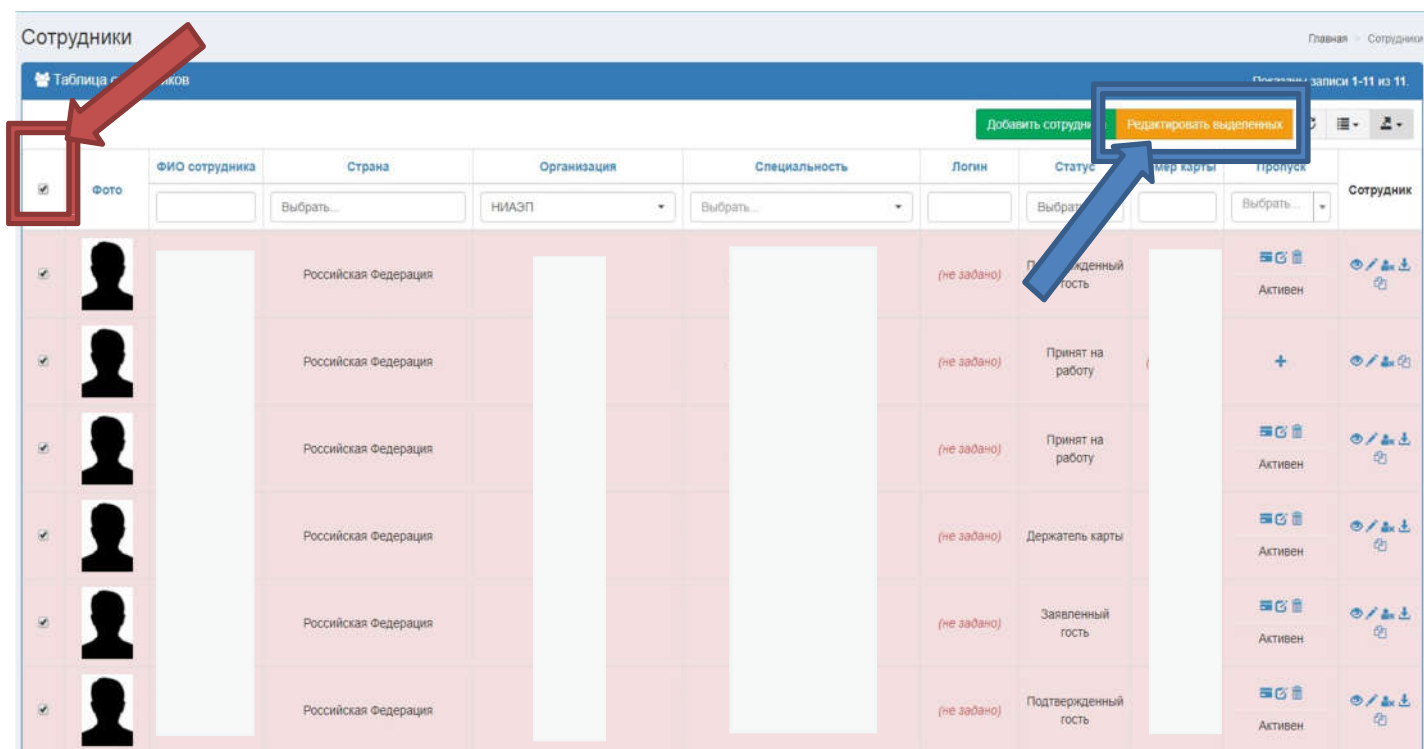 Сотрудники
Главная > Сотрудники
Таблица
Показаны записи 1-11 из 11.
Добавить Редактировать выделенных
ФИО сотрудника Страна Организация Специальность Логин Статус карты Пропуск
Фото Сотрудник
Выбрать... НИАЭП Выбрать... Выбрать...
Российская Федерация (не задано) гость Активен
Российская Федерация (не задано) Принят на
работу
Российская Федерация (не задано) Принят на
работу Активен
Российская Федерация (не задано) Держатель карты Активен
Российская Федерация (не задано) Заявленный
гость Активен
Российская Федерация (не задано) Подтвержденный
гость Активен